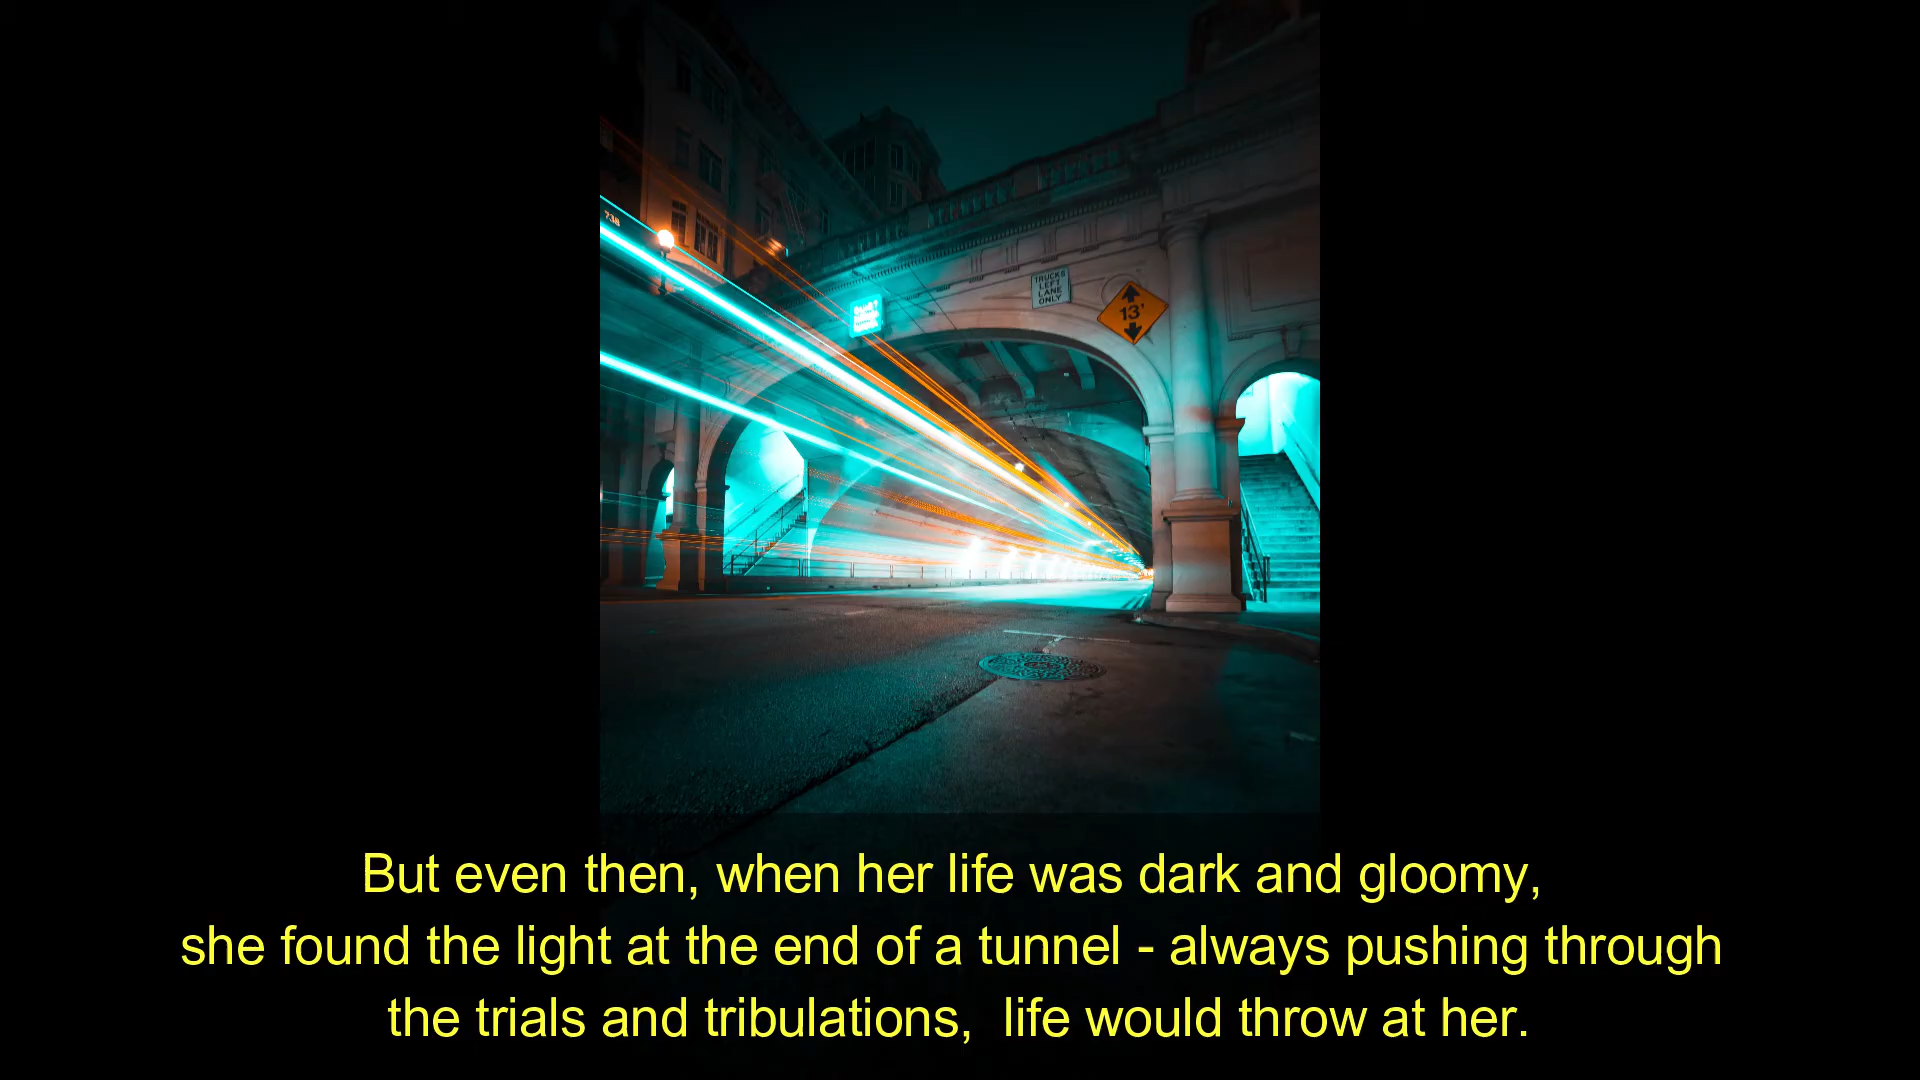 738
TRUCKS
LEFT
LANE
ONLY
13'
But even then, when her life was dark and gloomy,
she found the light at the end of a tunnel - always pushing through
the trials and tribulations,  life would throw at her.